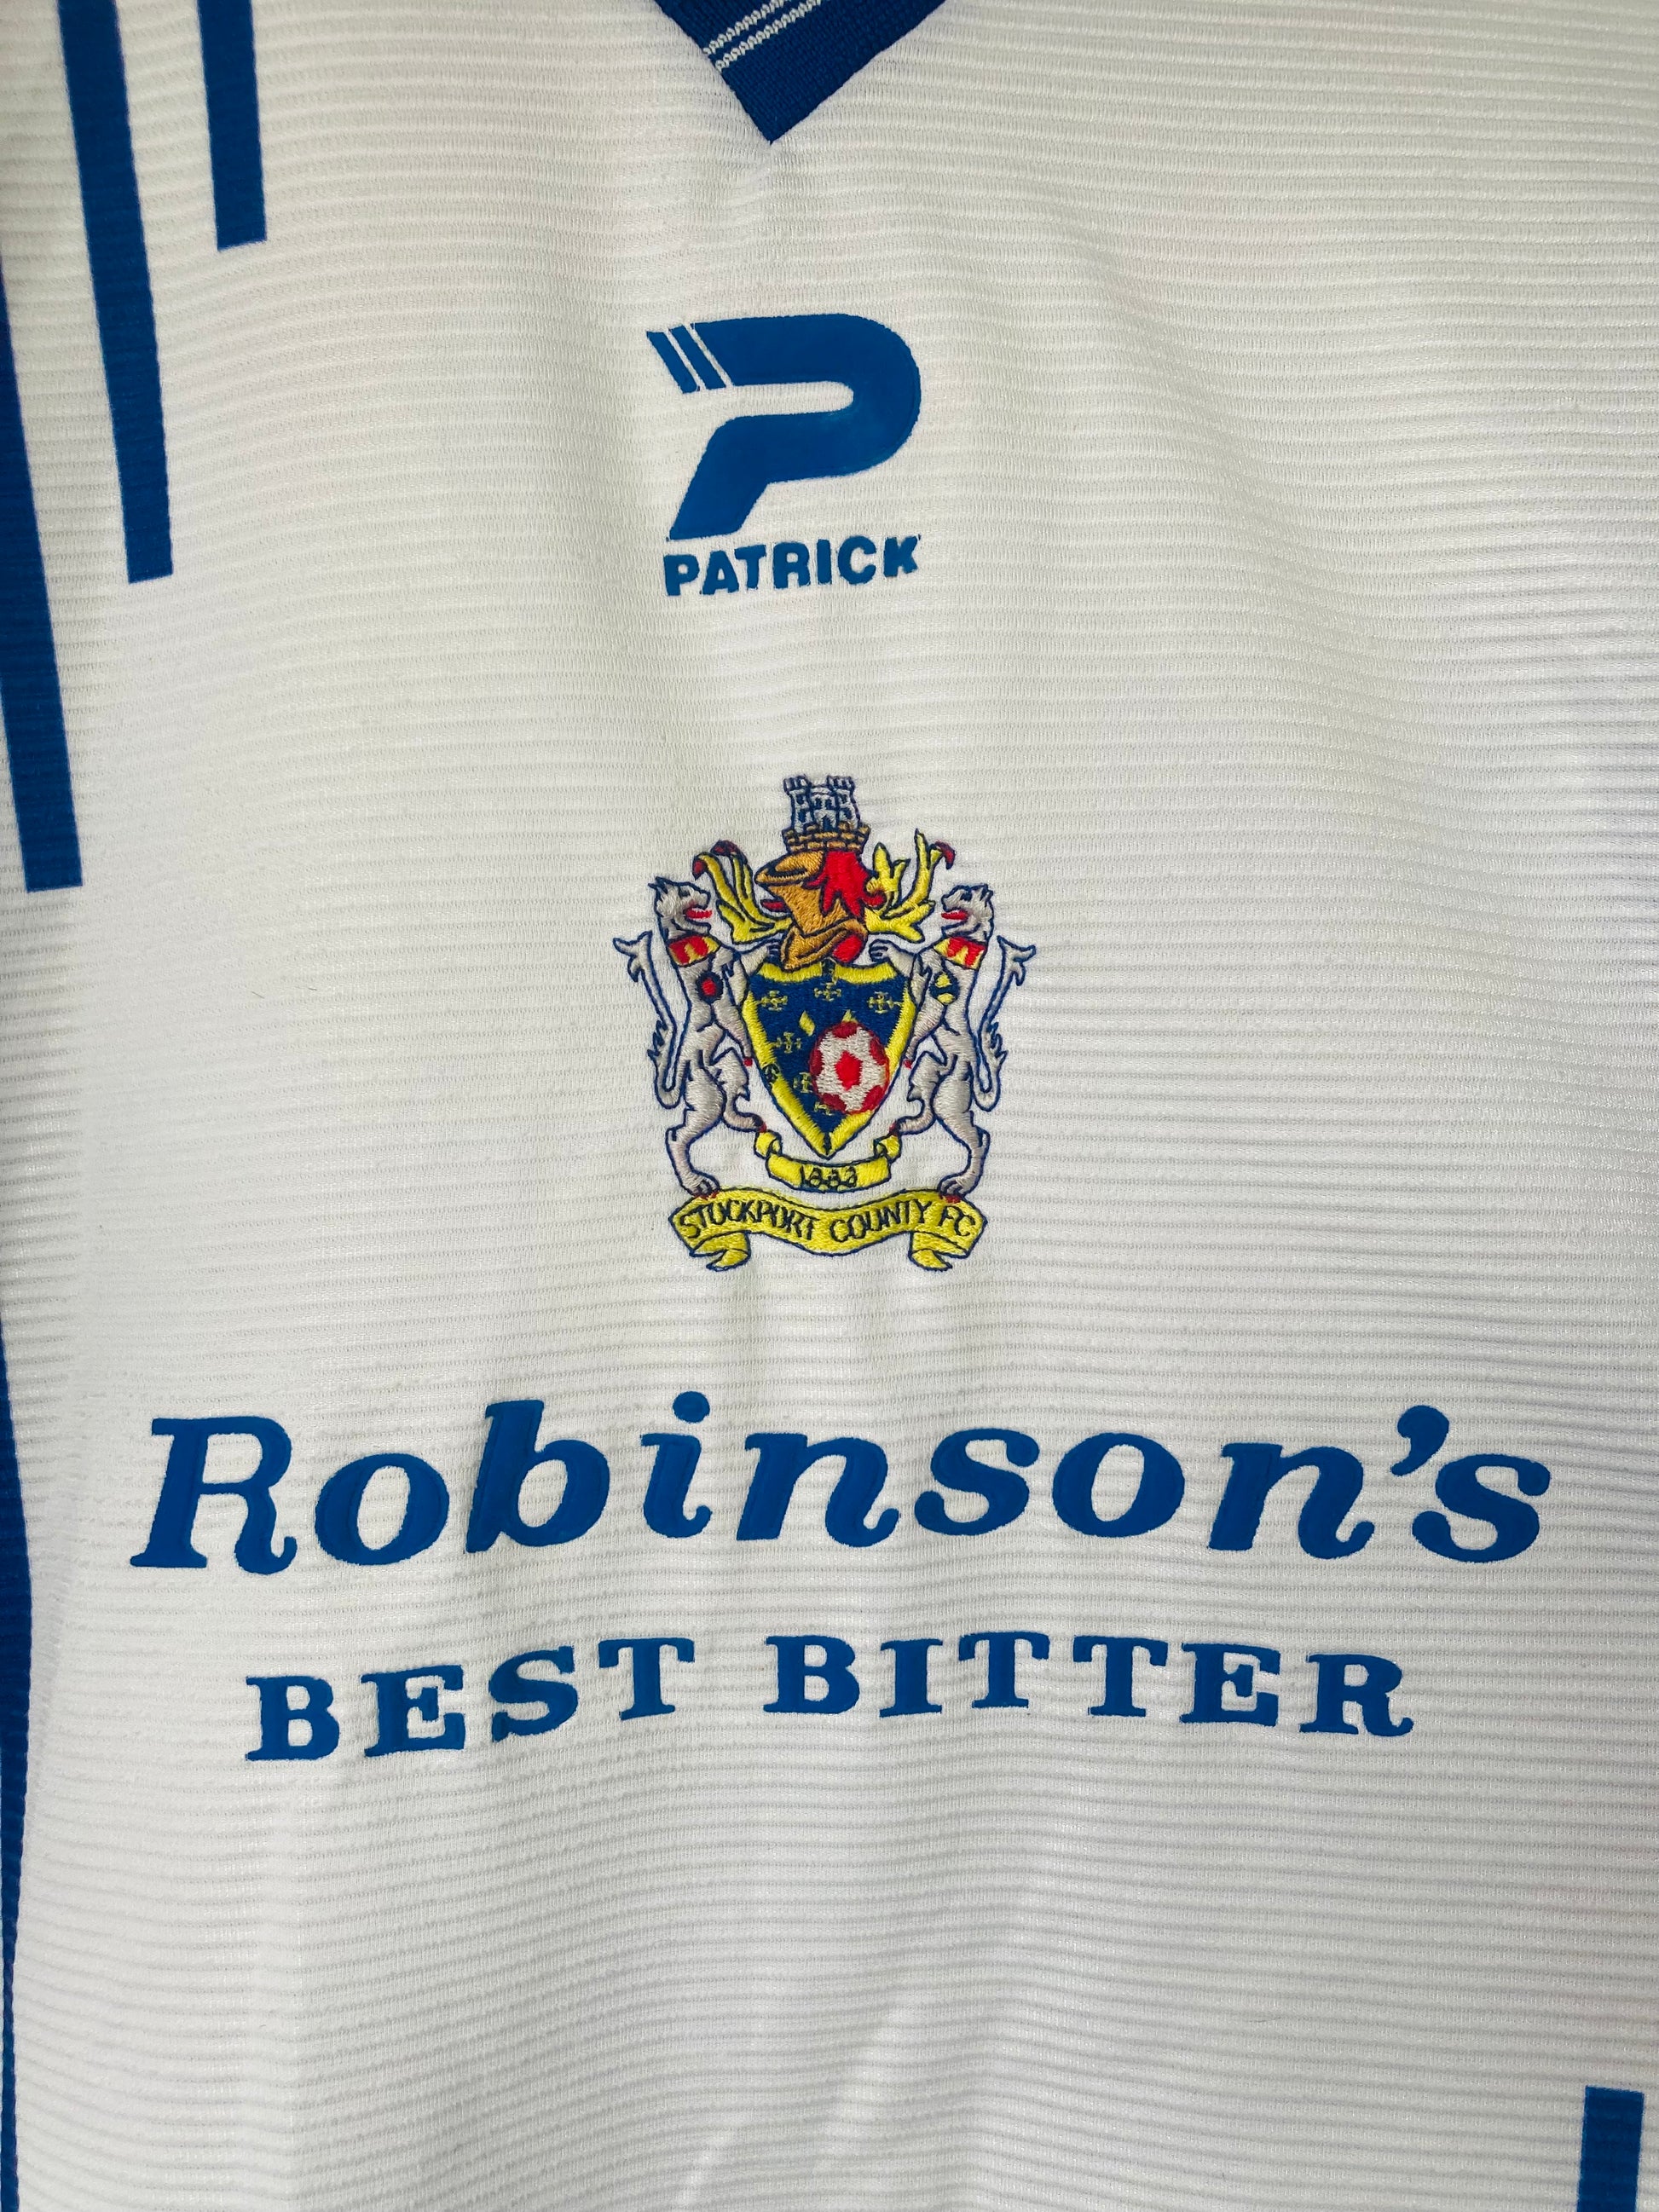 PATRICK
1883
STOCKPORT COUNTY FC
Robinson's
BEST BITTER